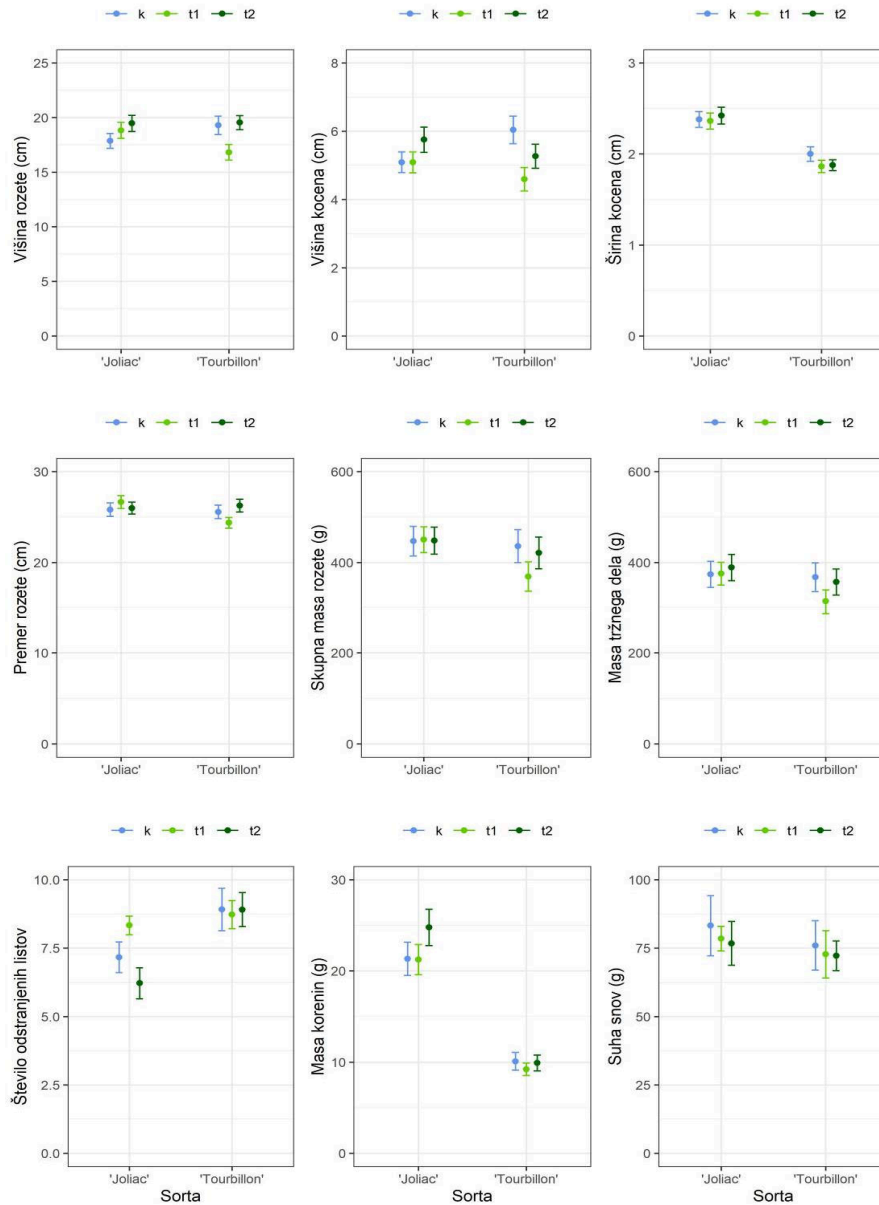 k t1 t2
k t1 t2
k t1 t2
Višina rozete (cm)
25
20
15
10
5
0
'Joliac' 'Tourbillon'
Višina kocena (cm)
8
6
4
2
0
'Joliac' 'Tourbillon'
Širina kocena (cm)
3
2
1
0
'Joliac' 'Tourbillon'
k t1 t2
k t1 t2
k t1 t2
Premer rozete (cm)
30
20
10
0
'Joliac' 'Tourbillon'
Skupna masa rozete (g)
600
400
200
0
'Joliac' 'Tourbillon'
Masa tržnega dela (g)
600
400
200
0
'Joliac' 'Tourbillon'
k t1 t2
k t1 t2
k t1 t2
Število odstranjenih listov
10.0
7.5
5.0
2.5
0.0
'Joliac' 'Tourbillon'
Sorta
Masa korenin (g)
30
20
10
0
'Joliac' 'Tourbillon'
Sorta
Suha snov (g)
100
75
50
25
0
'Joliac' 'Tourbillon'
Sorta